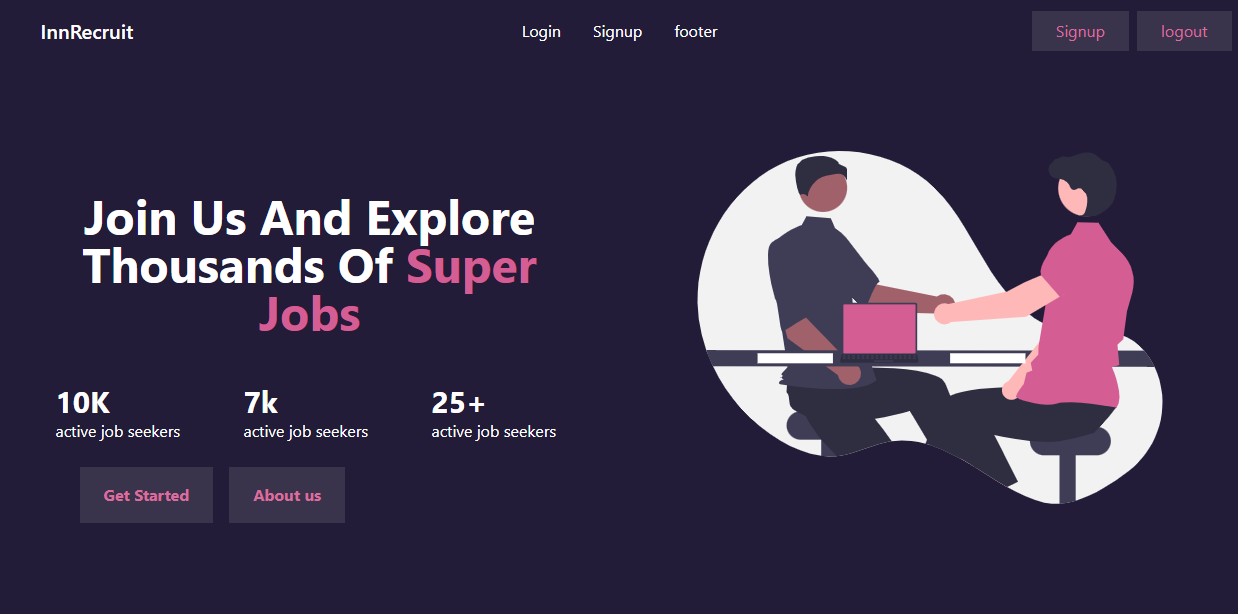 InnRecruit
Login
Signup
footer
Signup
logout
Join Us And Explore
Thousands Of Super
Jobs
10K
7k
25+
active job seekers
active job seekers
active job seekers
Get Started
About us